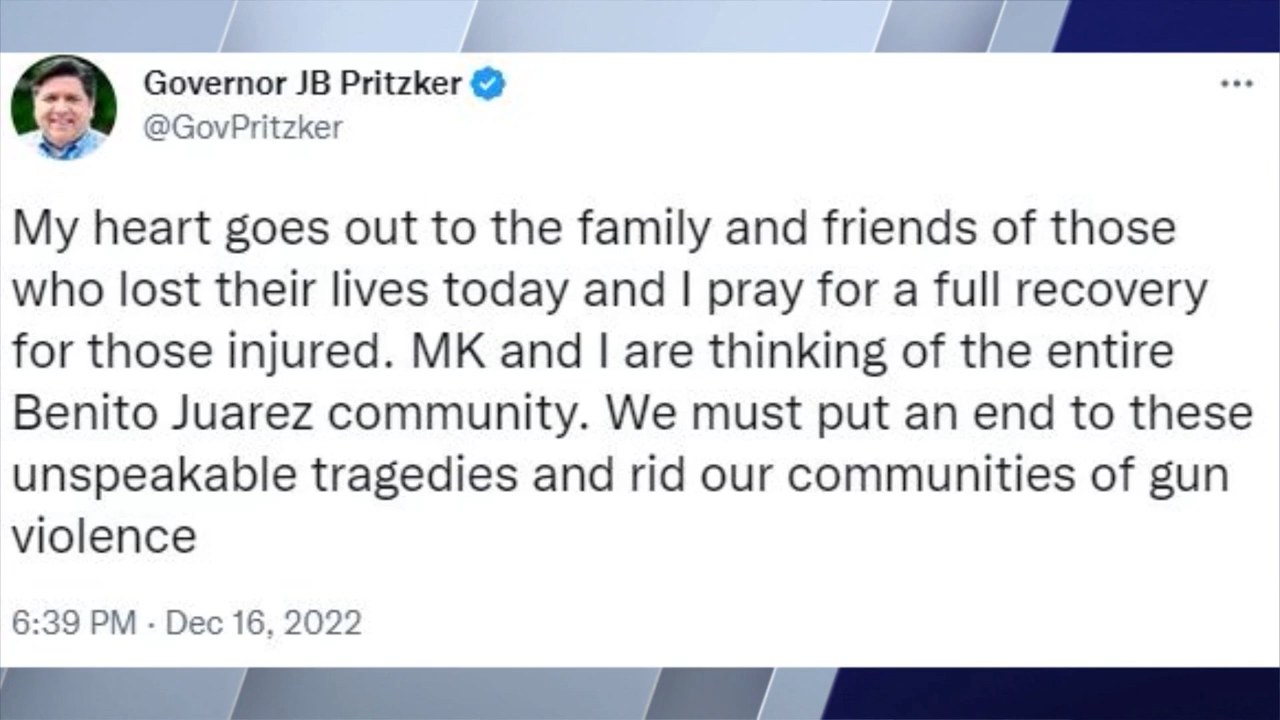 Governor JB Pritzker
@GovPritzker
My heart goes out to the family and friends of those
who lost their lives today and I pray for a full recovery
for those injured. MK and I are thinking of the entire
Benito Juarez community. We must put an end to these
unspeakable tragedies and rid our communities of gun
violence
6:39 PM · Dec 16, 2022